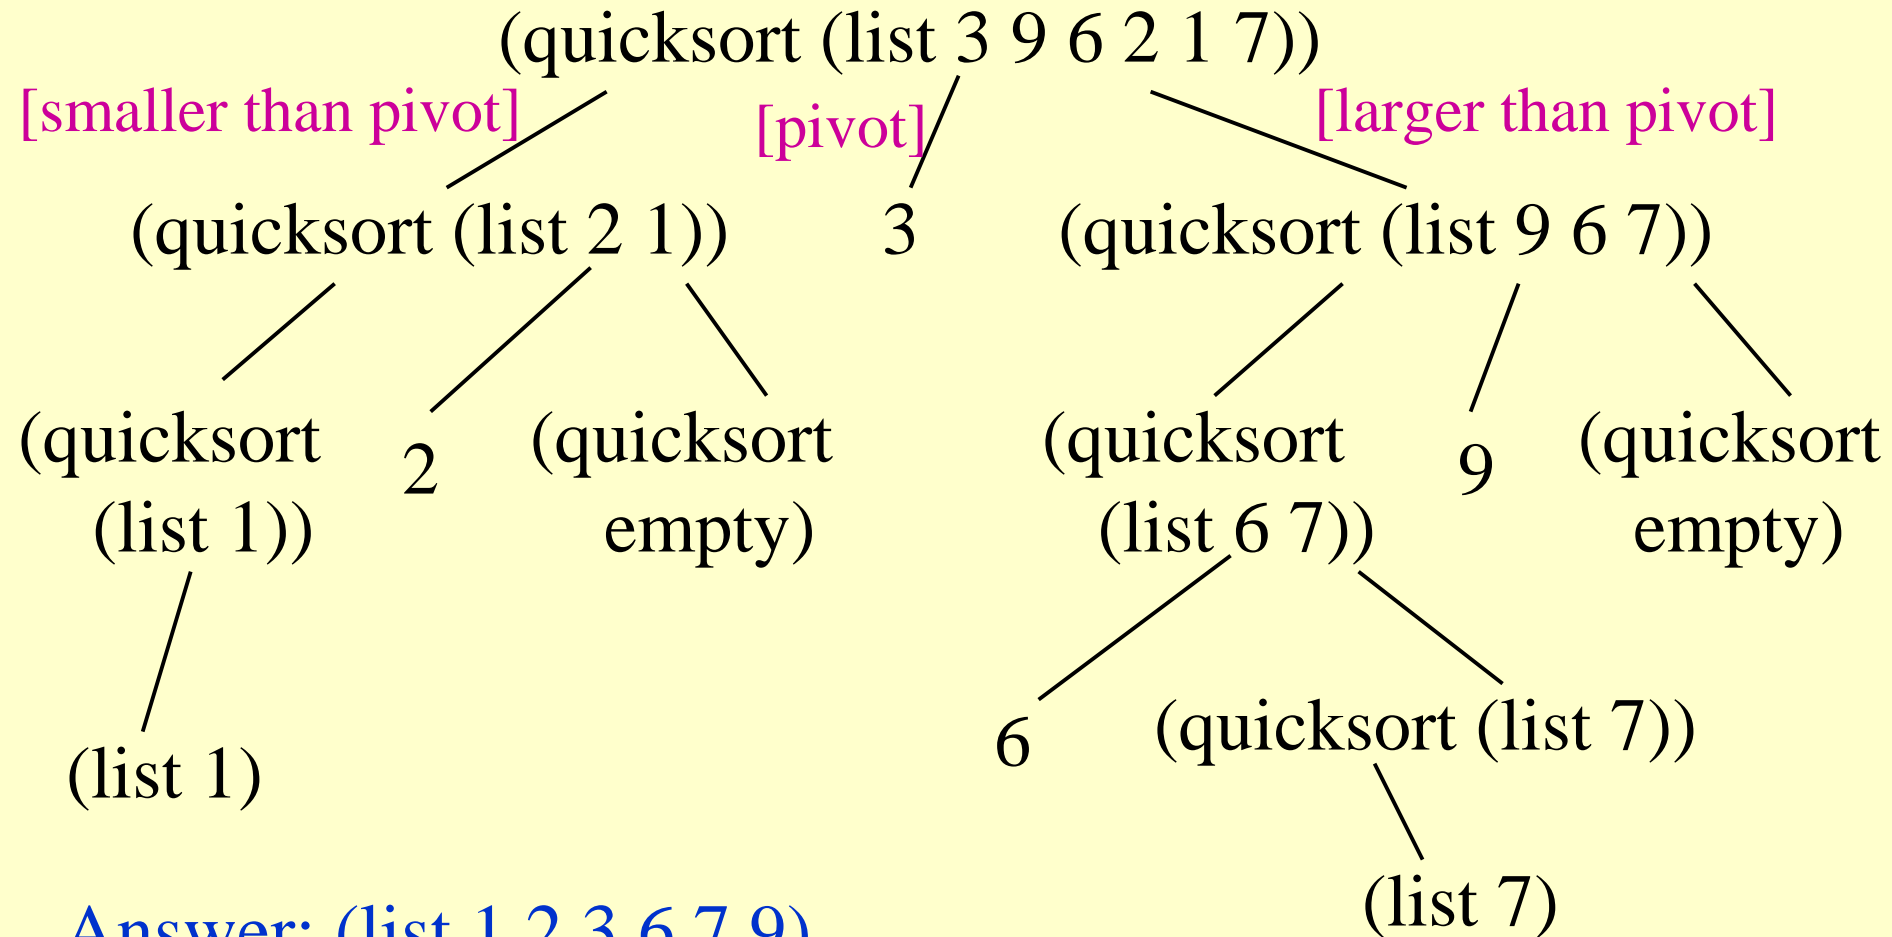 (quicksort (list 3 9 6 2 1 7))
[smaller than pivot] [pivot] [larger than pivot]
(quicksort (list 2 1)) 3 (quicksort (list 9 6 7))
(quicksort (list 1)) 2 (quicksort empty) (quicksort (list 6 7)) 9 (quicksort empty)
(list 1) 6 (quicksort (list 7))
(list 7)
Answer: (list 1 2 3 6 7 9)